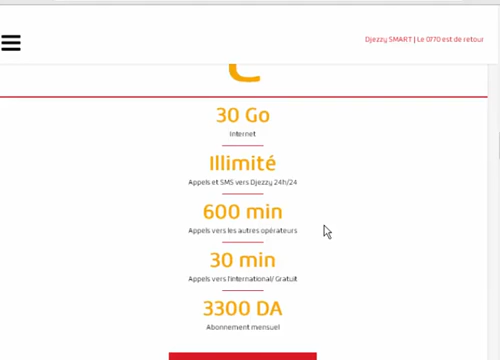 Djezzy SMART | Le 0770 est de retour
30 Go
Internet
Illimité
Appels et SMS vers Djezzy 24h/24
600 min
Appels vers les autres opérateurs
30 min
Appels vers l'international/ Gratuit
3300 DA
Abonnement mensuel